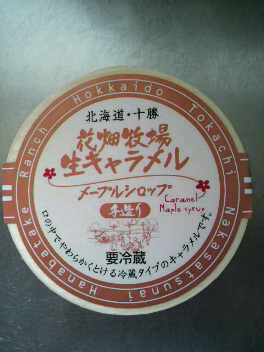 Hanabatake Ranch Hokkaido Tokachi Nakasatsunai
北海道・十勝
花畑牧場
生キャラメル
メープルシロップ
Caramel
Maple syrup
手造り
口の中でやわらかくとける冷蔵タイプのキャラメルです。
要冷蔵